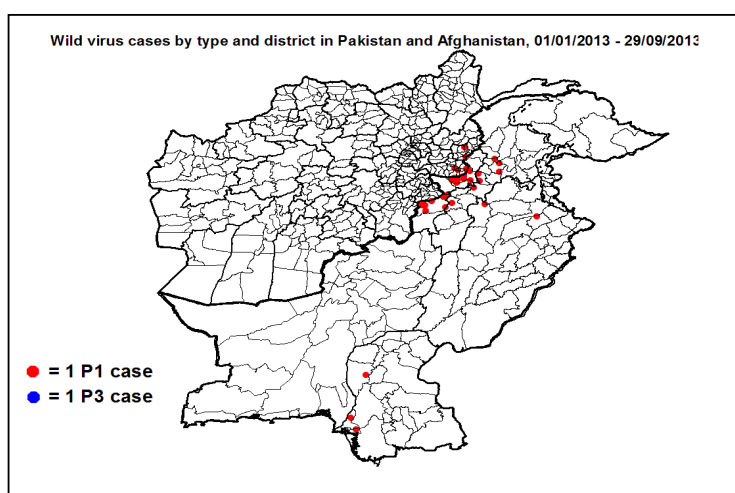 Wild virus cases by type and district in Pakistan and Afghanistan, 01/01/2013 - 29/09/2013
= 1 P1 case
= 1 P3 case